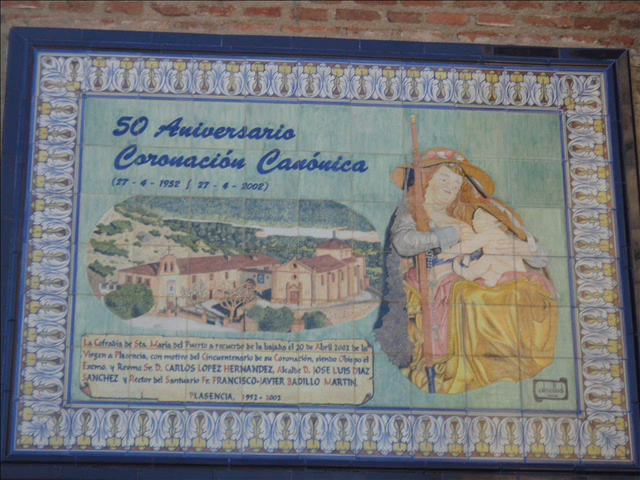 50 Aniversario
Coronación Canónica
(27 - 4 - 1952 / 27 - 4 - 2002)
La Cofradia de Sta. Maria del Puerto a recuerdo de la bajada el 20 de Abril 2002 de la
Virgen a Plasencia, con motivo del Cincuentenario de su Coronación, siendo Obispo el
Excmo. y Revmo Sr. D. CARLOS LOPEZ HERNANDEZ, Alcalde D. JOSE LUIS DIAZ
SANCHEZ y Rector del Santuario Fr. FRANCISCO-JAVIER BADILLO MARTIN.
PLASENCIA, 1952 - 2002